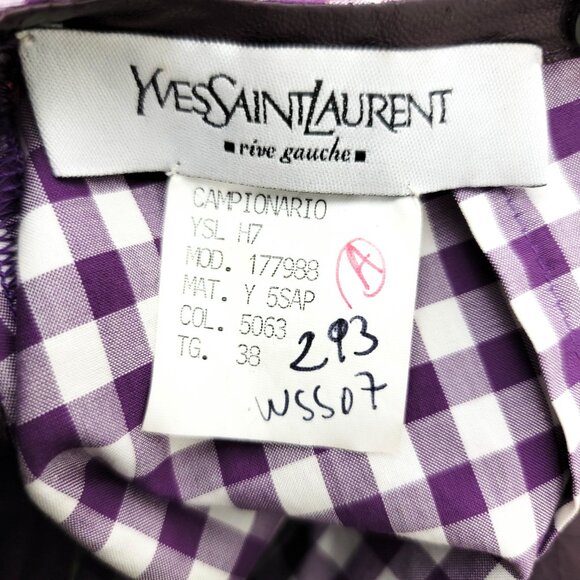 YVESSAINTLAURENT
rive gauche
CAMPIONARIO
YSL H7
MOD. 177988
MAT. Y 5SAP
COL. 5063
TG. 38
A
293
WSS07